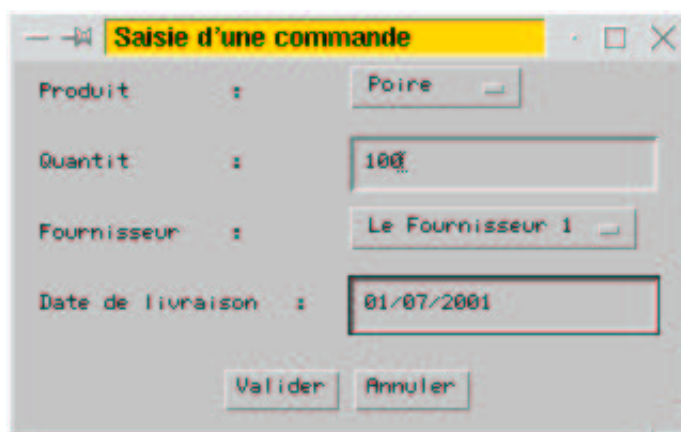 Saisie d'une commande
Produit : Poire
Quantit : 100
Fournisseur : Le Fournisseur 1
Date de livraison : 01/07/2001
Valider Annuler